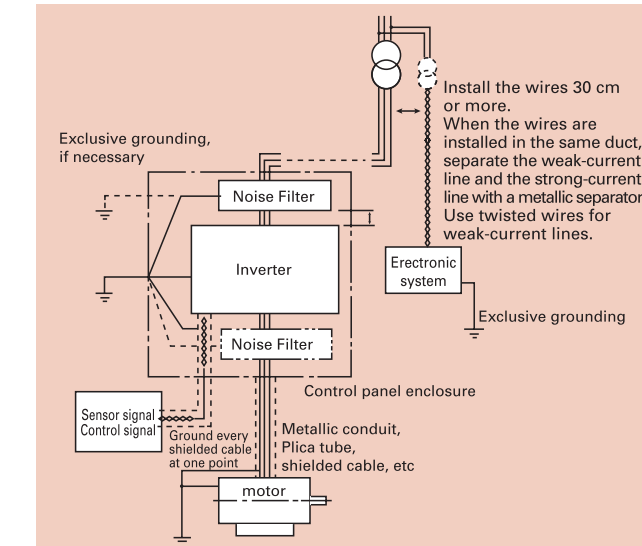 Install the wires 30 cm
or more.
When the wires are
installed in the same duct,
separate the weak-current
line and the strong-current
line with a metallic separator
Use twisted wires for
weak-current lines.
Exclusive grounding,
if necessary
Noise Filter
Inverter
Erectronic
system
Exclusive grounding
Noise Filter
Control panel enclosure
Sensor signal
Control signal
Ground every
shielded cable
at one point
Metallic conduit,
Plica tube,
shielded cable, etc
motor